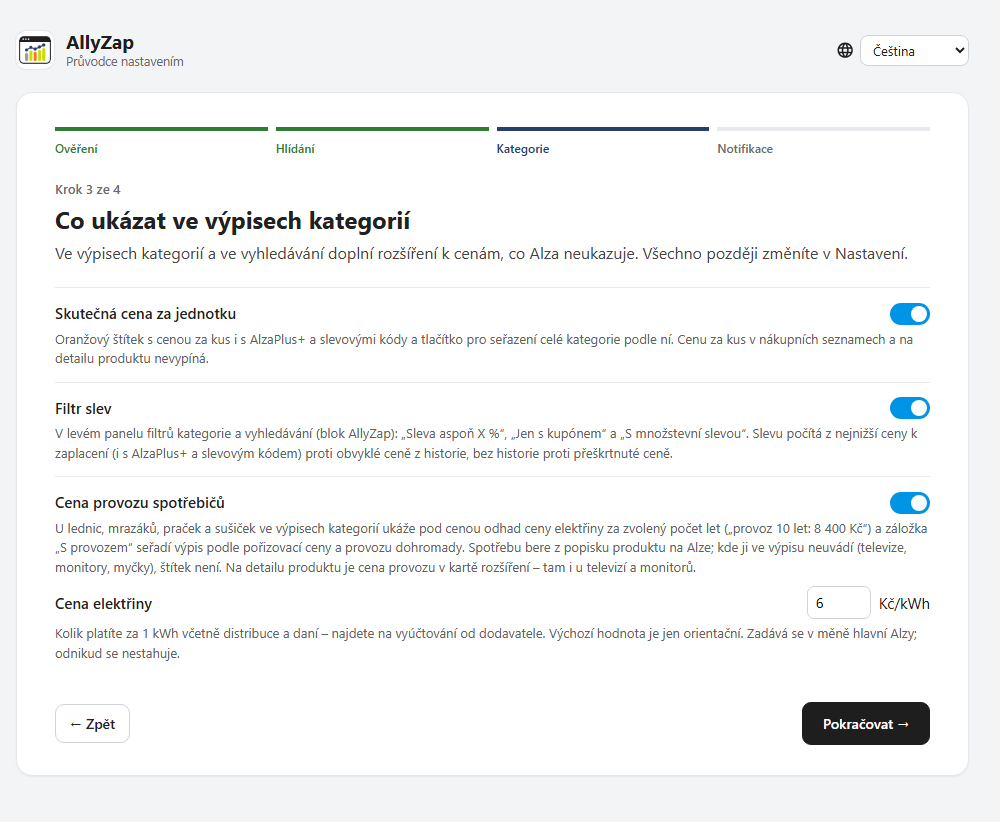 AllyZap
Průvodce nastavením
Čeština
Ověření
Hlídání
Kategorie
Notifikace
Krok 3 ze 4
Co ukázat ve výpisech kategorií
Ve výpisech kategorií a ve vyhledávání doplní rozšíření k cenám, co Alza neukazuje. Všechno později změníte v Nastavení.
Skutečná cena za jednotku
Oranžový štítek s cenou za kus i s AlzaPlus+ a slevovými kódy a tlačítko pro seřazení celé kategorie podle ní. Cenu za kus v nákupních seznamech a na
detailu produktu nevypíná.
Filtr slev
V levém panelu filtrů kategorie a vyhledávání (blok AllyZap): „Sleva aspoň X %“, „Jen s kupónem“ a „S množstevní slevou“. Slevu počítá z nejnižší ceny k
zaplacení (i s AlzaPlus+ a slevovým kódem) proti obvyklé ceně z historie, bez historie proti přeškrtnuté ceně.
Cena provozu spotřebičů
U lednic, mrazáků, praček a sušiček ve výpisech kategorií ukáže pod cenou odhad ceny elektřiny za zvolený počet let („provoz 10 let: 8 400 Kč“) a záložka
„S provozem“ seřadí výpis podle pořizovací ceny a provozu dohromady. Spotřebu bere z popisku produktu na Alze; kde ji ve výpisu neuvádí (televize,
monitory, myčky), štítek není. Na detailu produktu je cena provozu v kartě rozšíření – tam i u televizí a monitorů.
Cena elektřiny
6 Kč/kWh
Kolik platíte za 1 kWh včetně distribuce a daní – najdete na vyúčtování od dodavatele. Výchozí hodnota je jen orientační. Zadává se v měně hlavní Alzy;
odnikud se nestahuje.
← Zpět
Pokračovat →